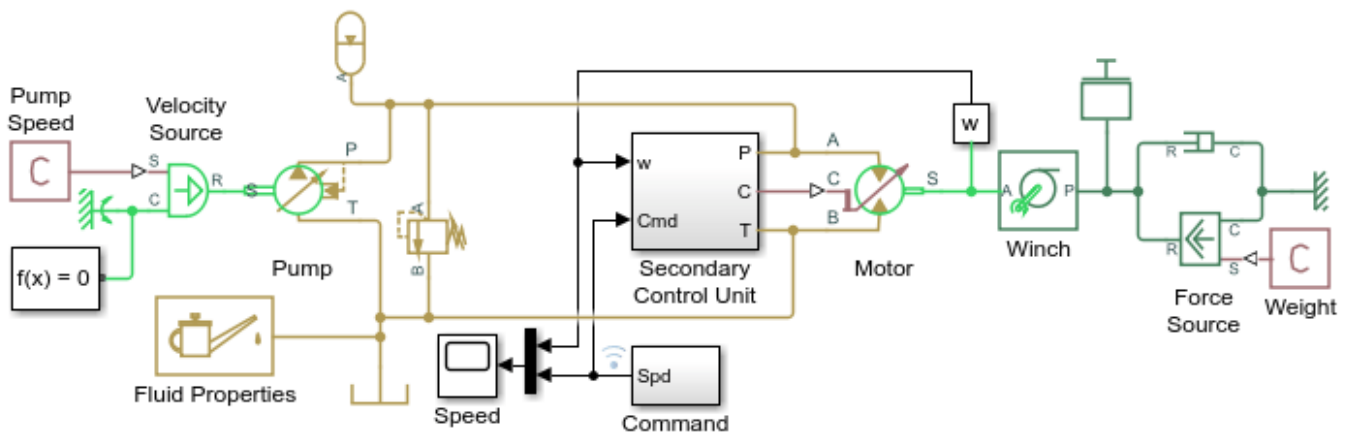 Pump
Speed
C
S
Velocity
Source
C
R
f(x) = 0
S
P
T
Pump
A
A
B
Fluid Properties
w
Cmd
P
C
T
Secondary
Control Unit
Speed
Spd
Command
A
C
B
S
Motor
w
A
P
Winch
R
C
R
C
S
Force
Source
C
Weight